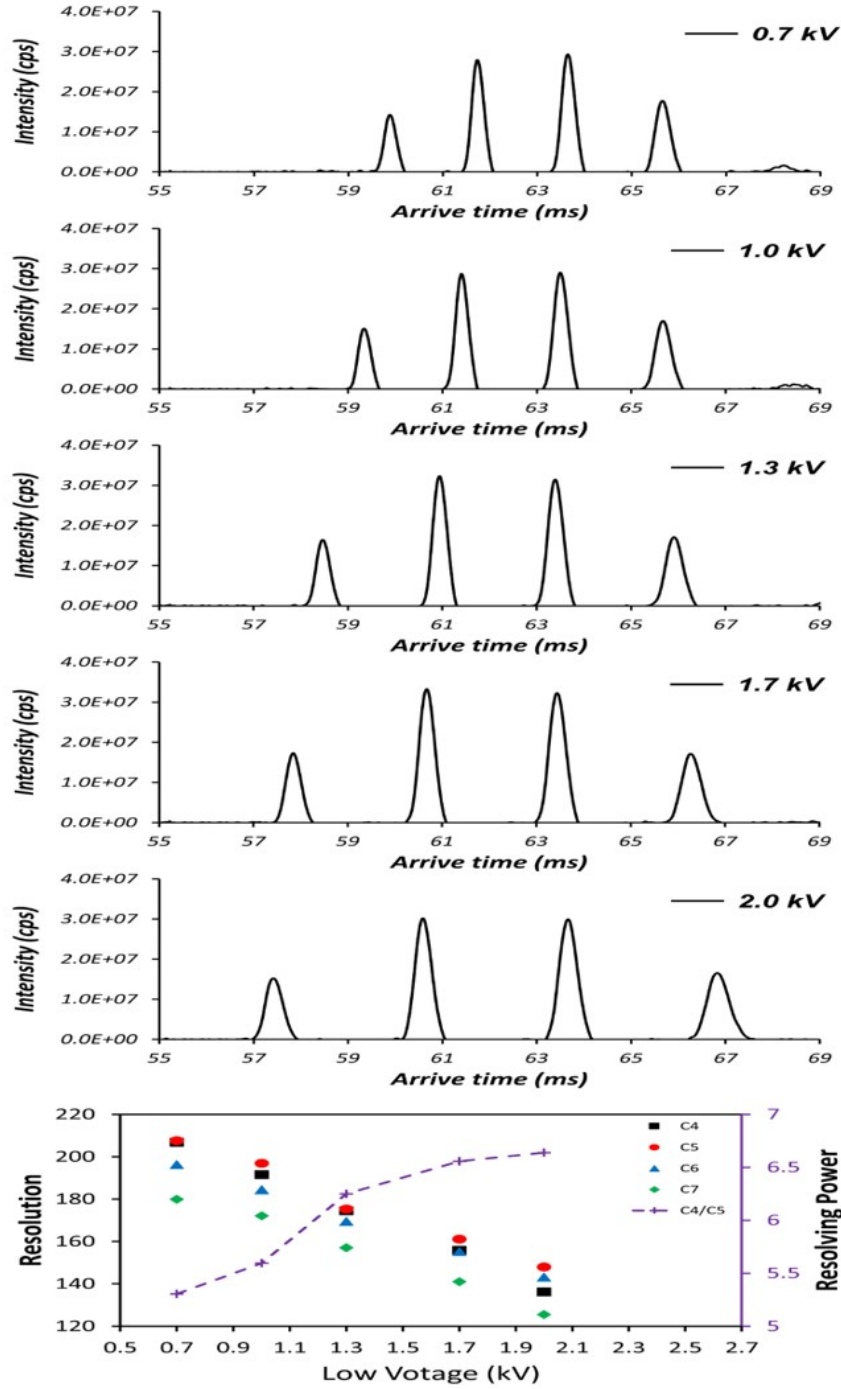 4.0E+07
0.7 kV
3.0E+07
2.0E+07
1.0E+07
0.0E+00
Intensity (cps)
55 57 59 61 63 65 67 69
Arrive time (ms)
4.0E+07
1.0 kV
3.0E+07
2.0E+07
1.0E+07
0.0E+00
Intensity (cps)
55 57 59 61 63 65 67 69
Arrive time (ms)
4.0E+07
1.3 kV
3.0E+07
2.0E+07
1.0E+07
0.0E+00
Intensity (cps)
55 57 59 61 63 65 67 69
Arrive time (ms)
4.0E+07
1.7 kV
3.0E+07
2.0E+07
1.0E+07
0.0E+00
Intensity (cps)
55 57 59 61 63 65 67 69
Arrive time (ms)
4.0E+07
2.0 kV
3.0E+07
2.0E+07
1.0E+07
0.0E+00
Intensity (cps)
55 57 59 61 63 65 67 69
Arrive time (ms)
220
200
180
160
140
120
Resolution
C4
C5
C6
C7
C4/C5
7
6.5
6
5.5
5
Resolving Power
0.5 0.7 0.9 1.1 1.3 1.5 1.7 1.9 2.1 2.3 2.5 2.7
Low Votage (kV)